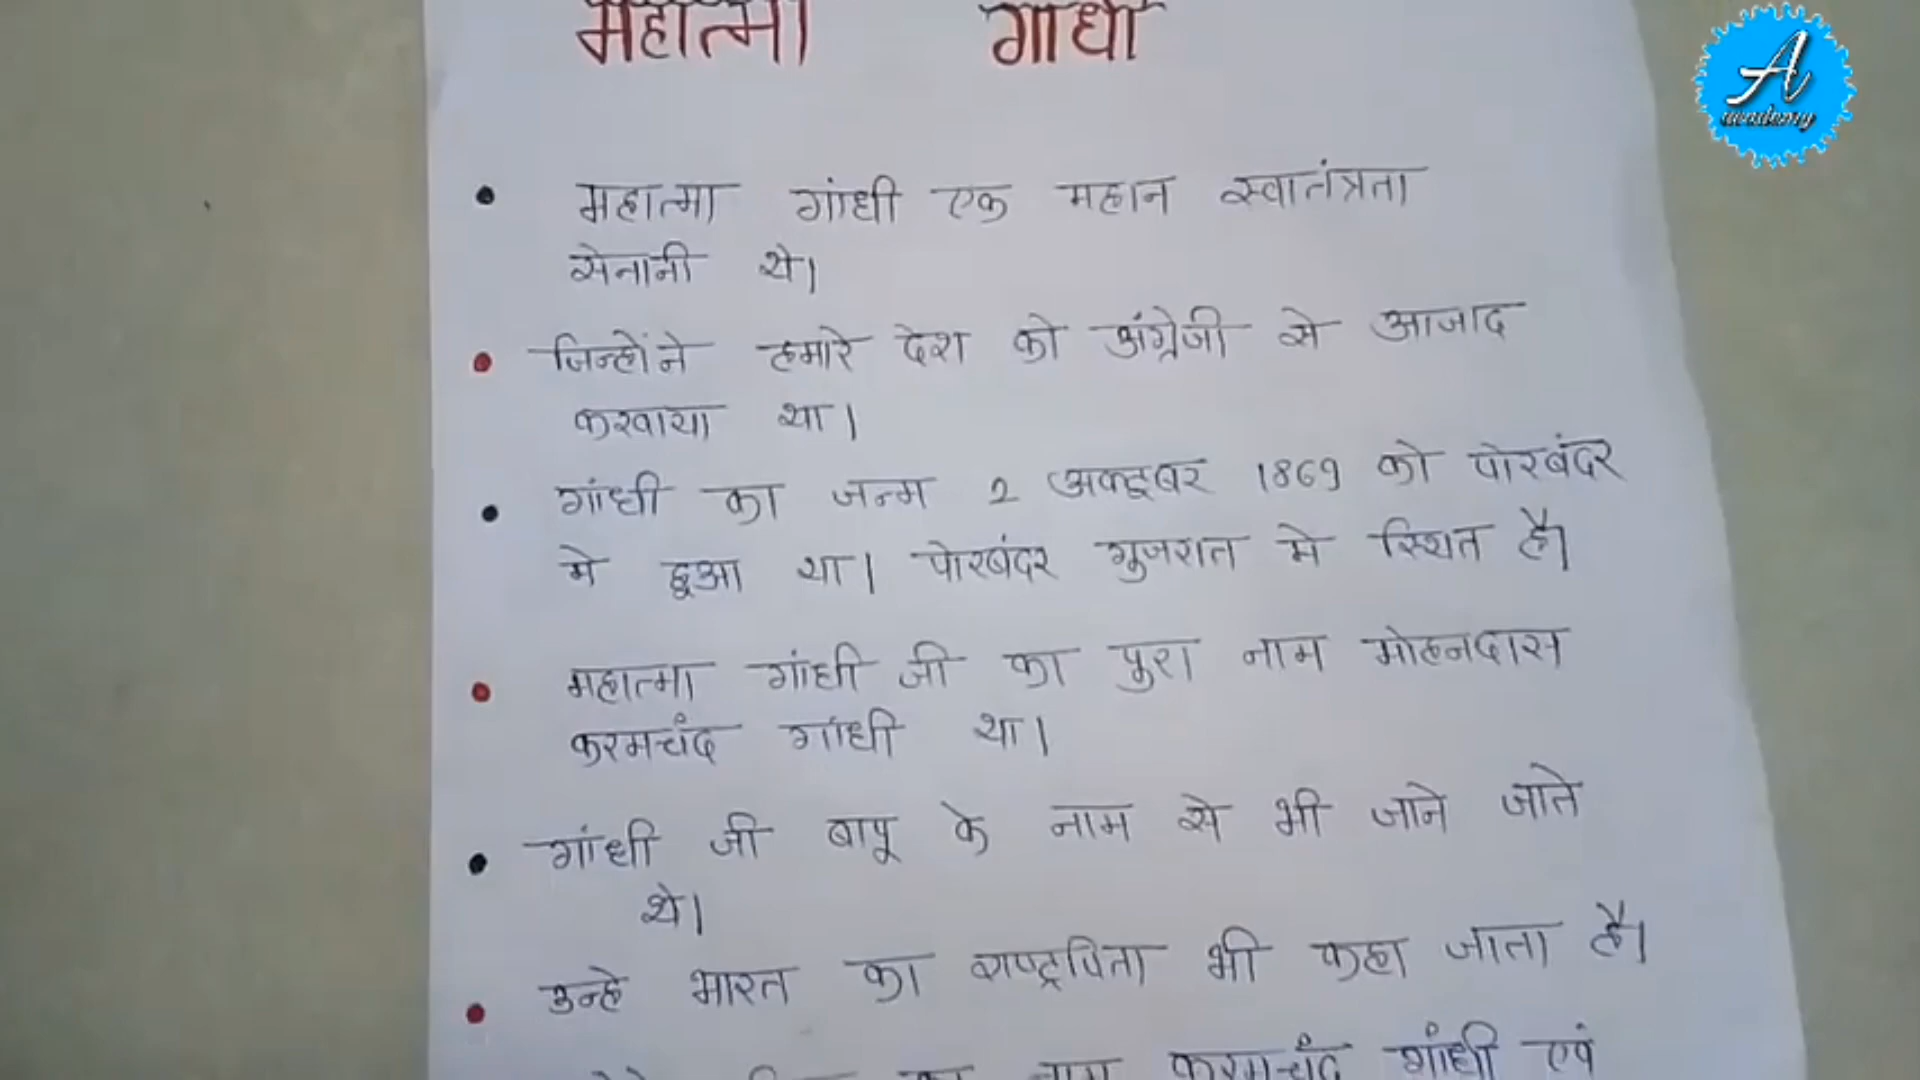 महात्मा गांधी
A
academy
• महात्मा गांधी एक महान स्वातंत्रता
सेनानी थे।
• जिन्होंने हमारे देश को अंग्रेजी से आजाद
करवाया था।
• गांधी का जन्म 2 अक्टूबर 1869 को पोरबंदर
मे हुआ था। पोरबंदर गुजरात मे स्थित है।
• महात्मा गांधी जी का पुरा नाम मोहनदास
करमचंद गांधी था।
• गांधी जी बापू के नाम से भी जाने जाते
थे।
• उन्हे भारत का राष्ट्रपिता भी कहा जाता है।
का नाम करमचंद गांधी एवं